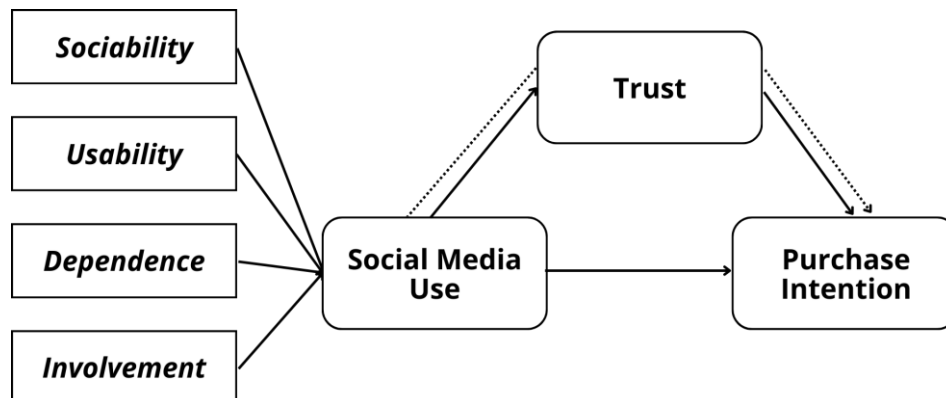 Sociability
Usability
Dependence
Involvement
Social Media
Use
Trust
Purchase
Intention